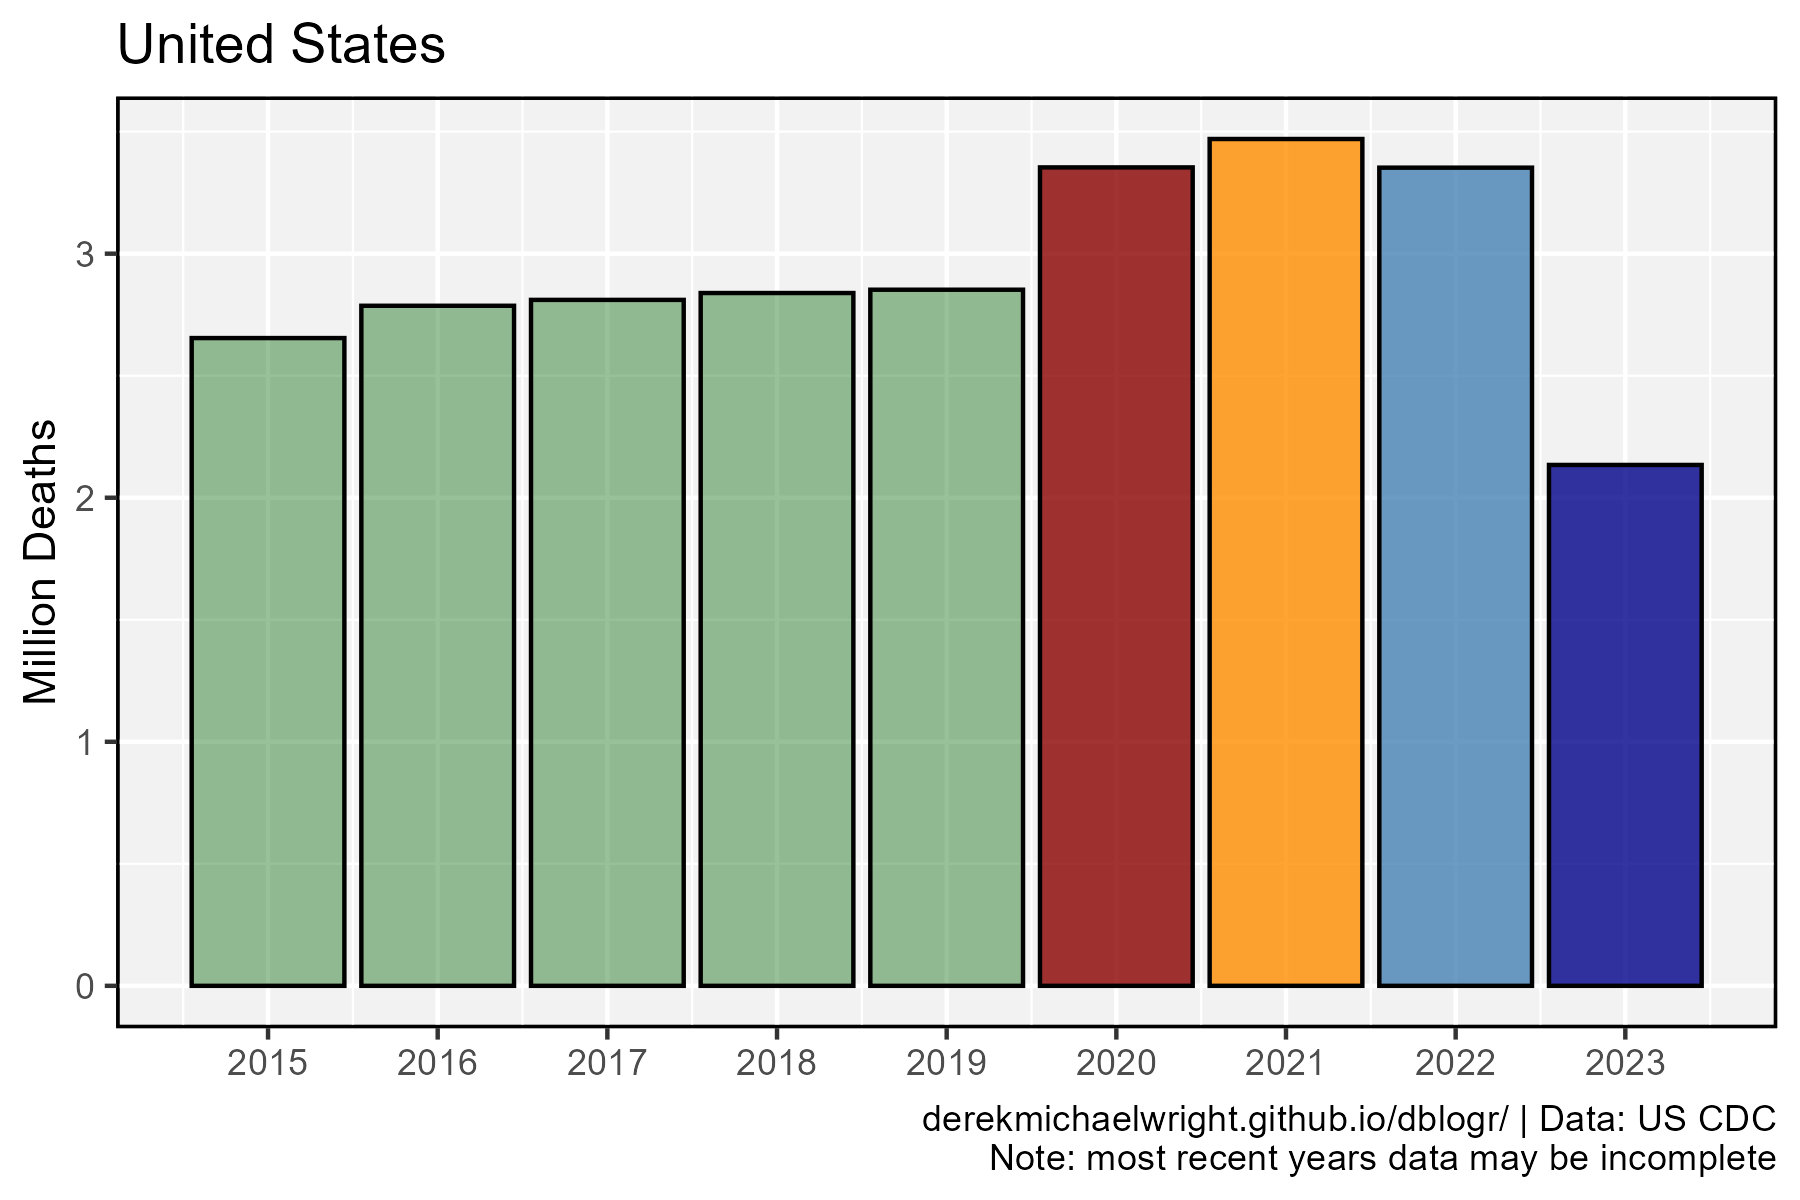 United States
Million Deaths
3
2
1
0
2015 2016 2017 2018 2019 2020 2021 2022 2023
derekmichaelwright.github.io/dblogr/ | Data: US CDC
Note: most recent years data may be incomplete